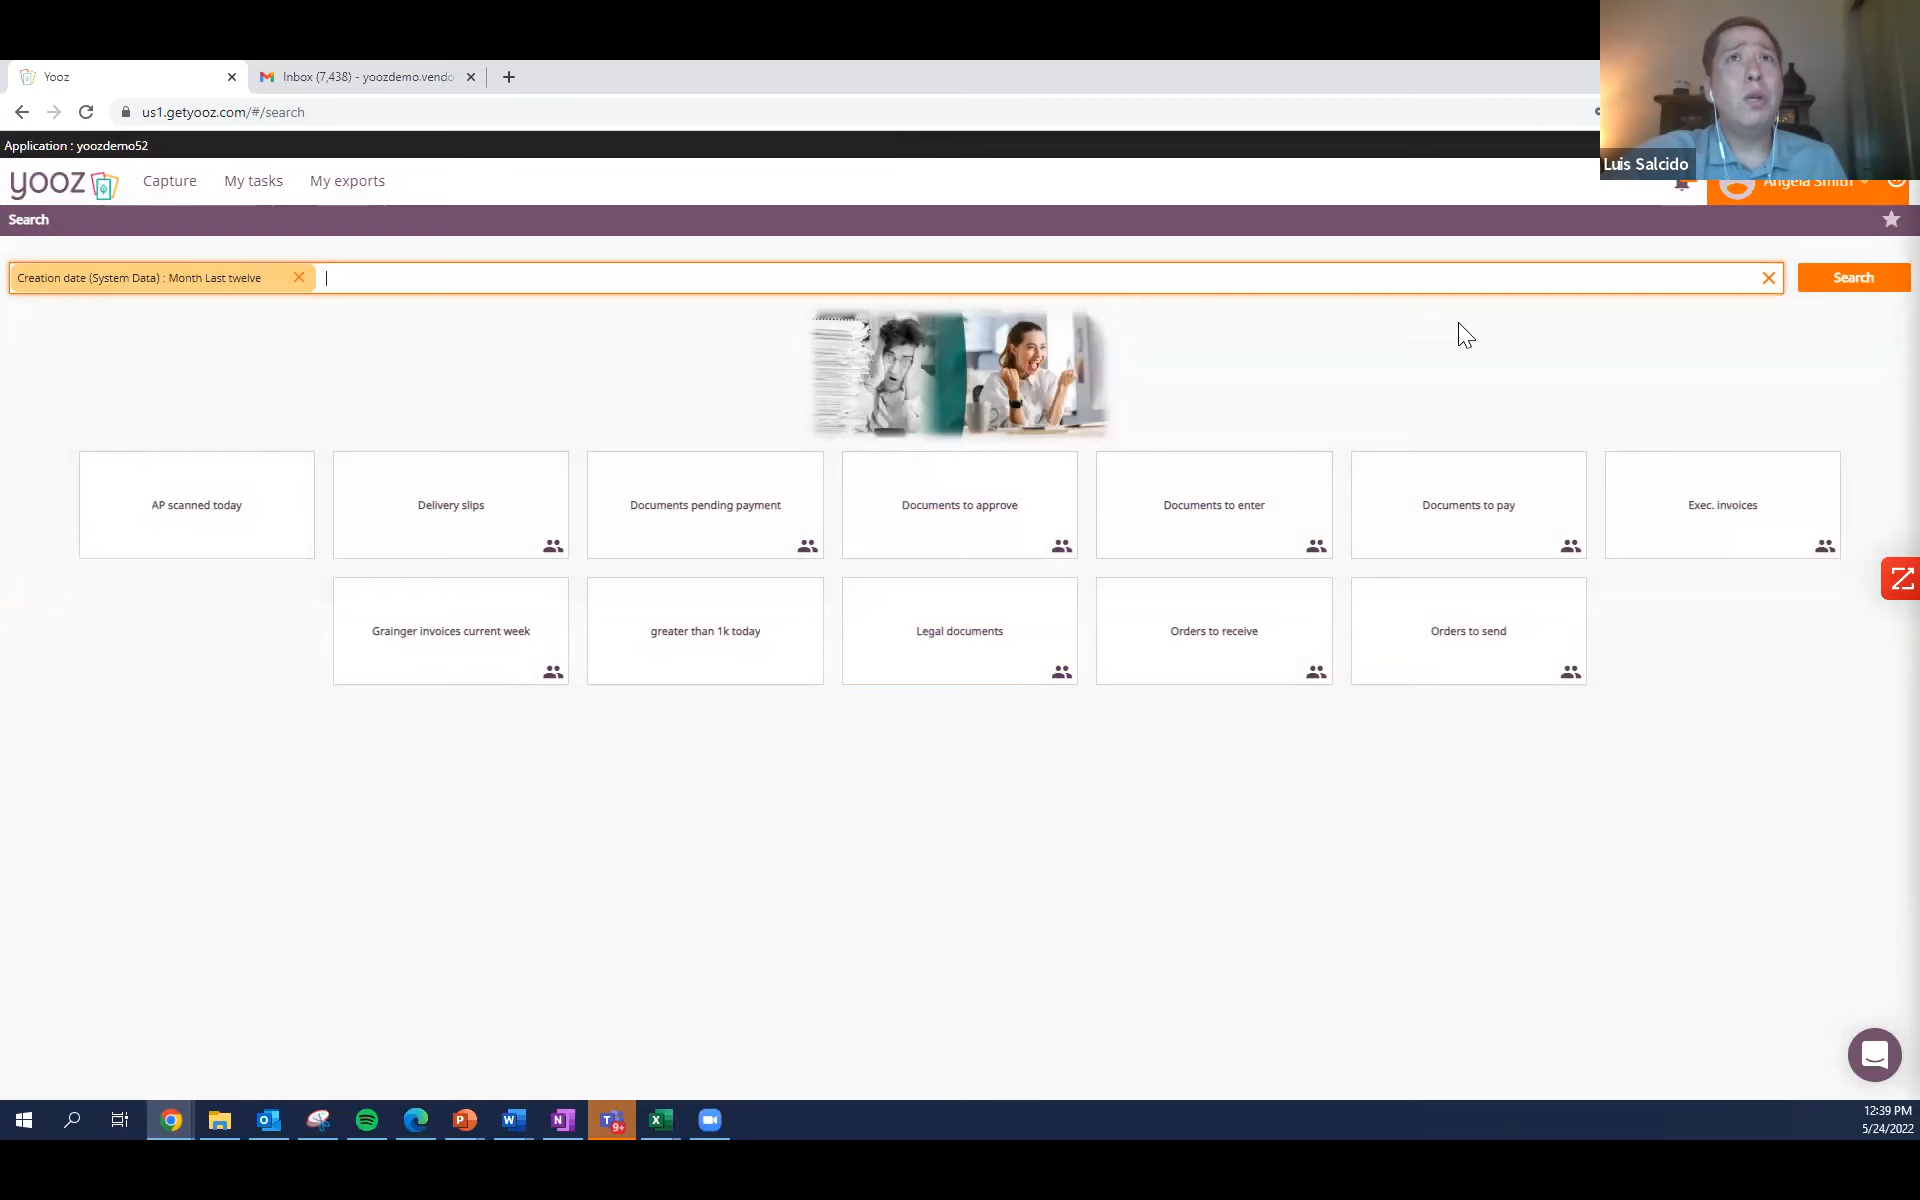 Yooz
Inbox (7,438) - yoozdemo.vendo
us1.getyooz.com/#/search
Application : yoozdemo52
Luis Salcido
yooz
Capture
My tasks
My exports
Angela Smith
Search
Creation date (System Data) : Month Last twelve
Search
AP scanned today
Delivery slips
Documents pending payment
Documents to approve
Documents to enter
Documents to pay
Exec. invoices
Grainger invoices current week
greater than 1k today
Legal documents
Orders to receive
Orders to send
12:39 PM
5/24/2022
9+